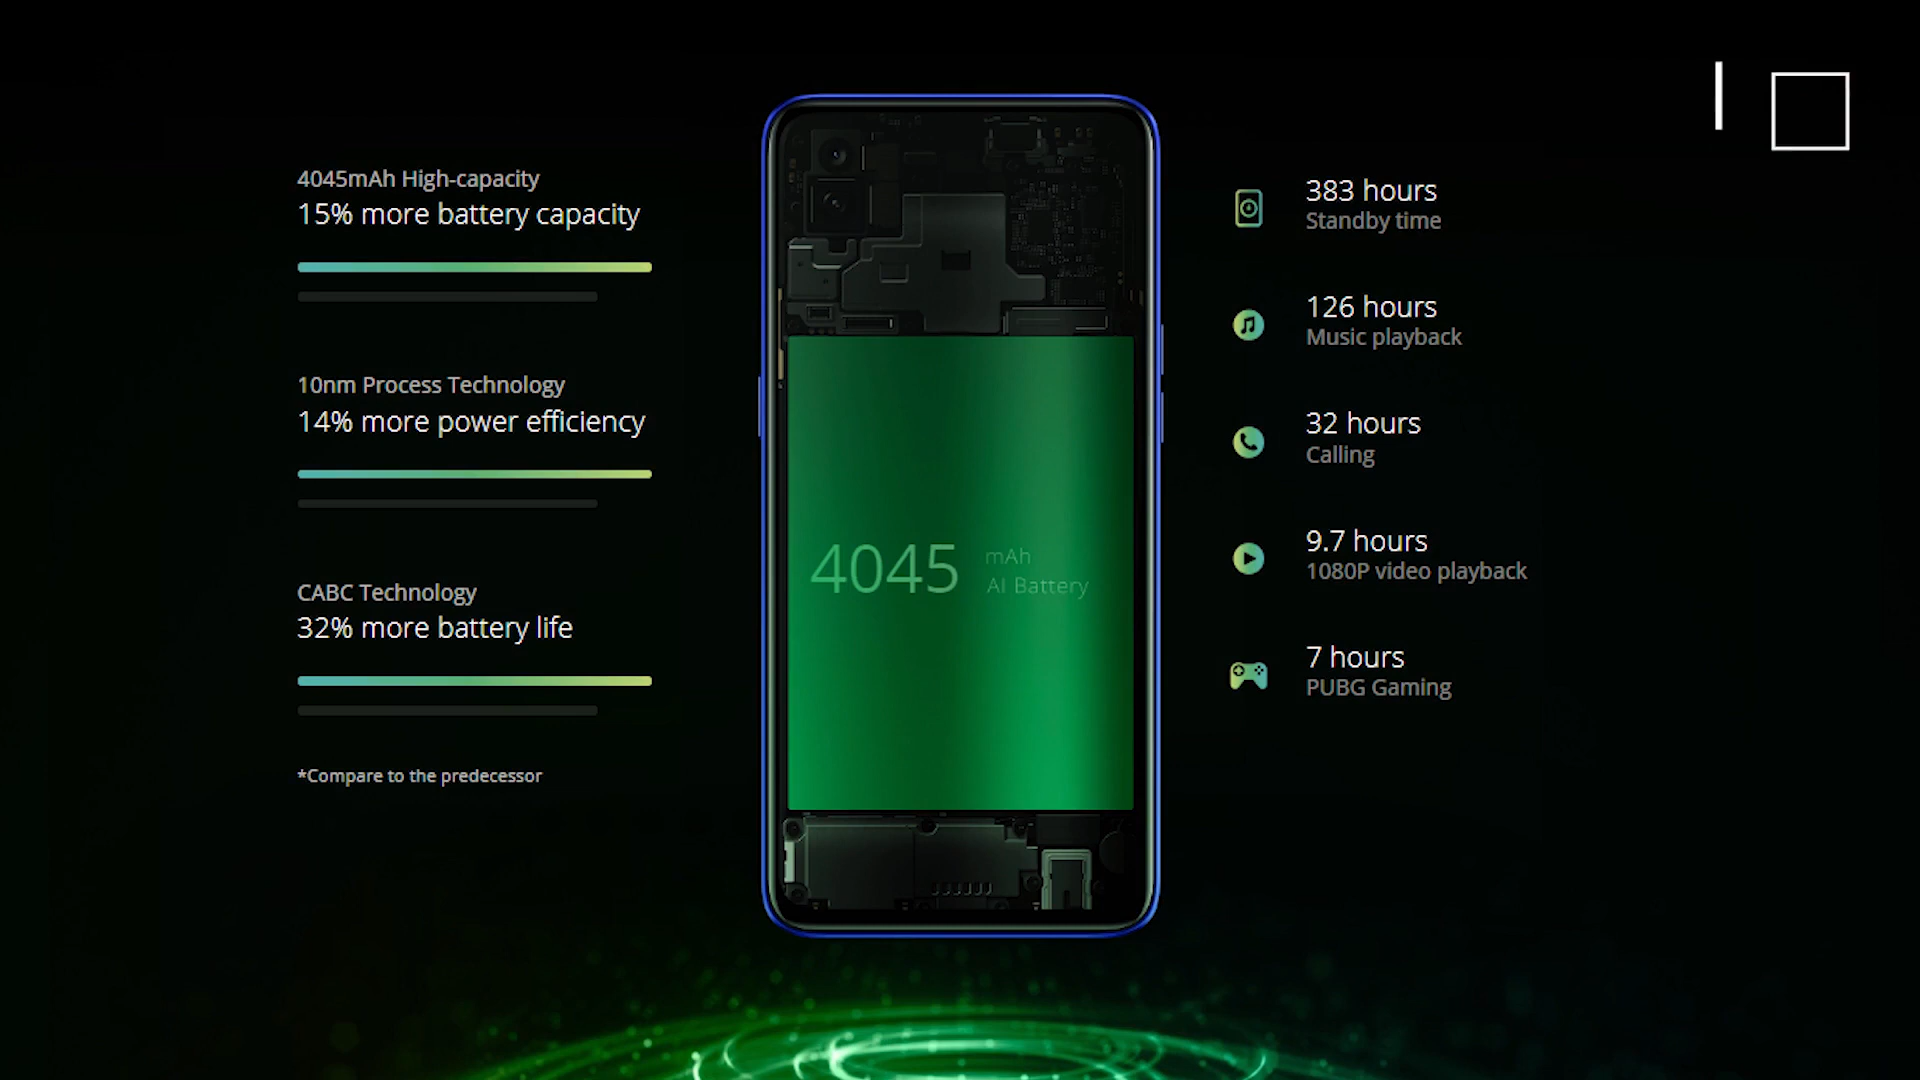 4045mAh High-capacity
15% more battery capacity
10nm Process Technology
14% more power efficiency
CABC Technology
32% more battery life
*Compare to the predecessor
4045
mAh
AI Battery
383 hours
Standby time
126 hours
Music playback
32 hours
Calling
9.7 hours
1080P video playback
7 hours
PUBG Gaming